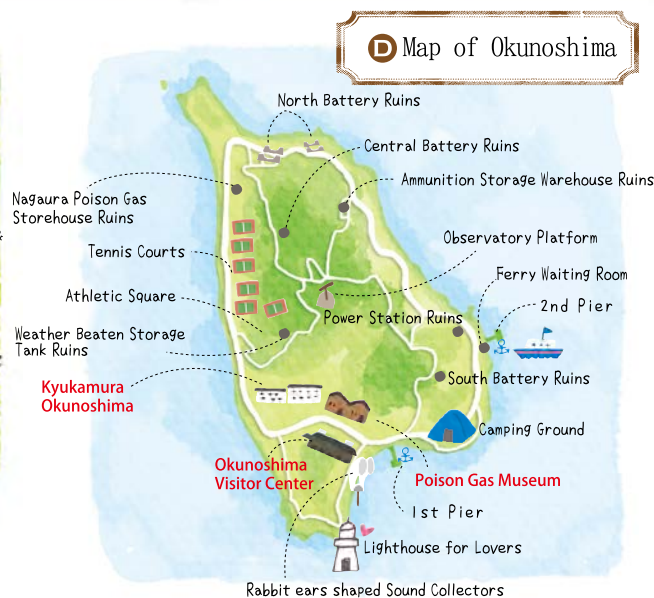 D Map of Okunoshima
North Battery Ruins
Central Battery Ruins
Ammunition Storage Warehouse Ruins
Nagaura Poison Gas
Storehouse Ruins
Observatory Platform
Tennis Courts
Ferry Waiting Room
Athletic Square
2nd Pier
Power Station Ruins
Weather Beaten Storage
Tank Ruins
South Battery Ruins
Kyukamura
Okunoshima
Camping Ground
Okunoshima
Visitor Center
Poison Gas Museum
1st Pier
Lighthouse for Lovers
Rabbit ears shaped Sound Collectors